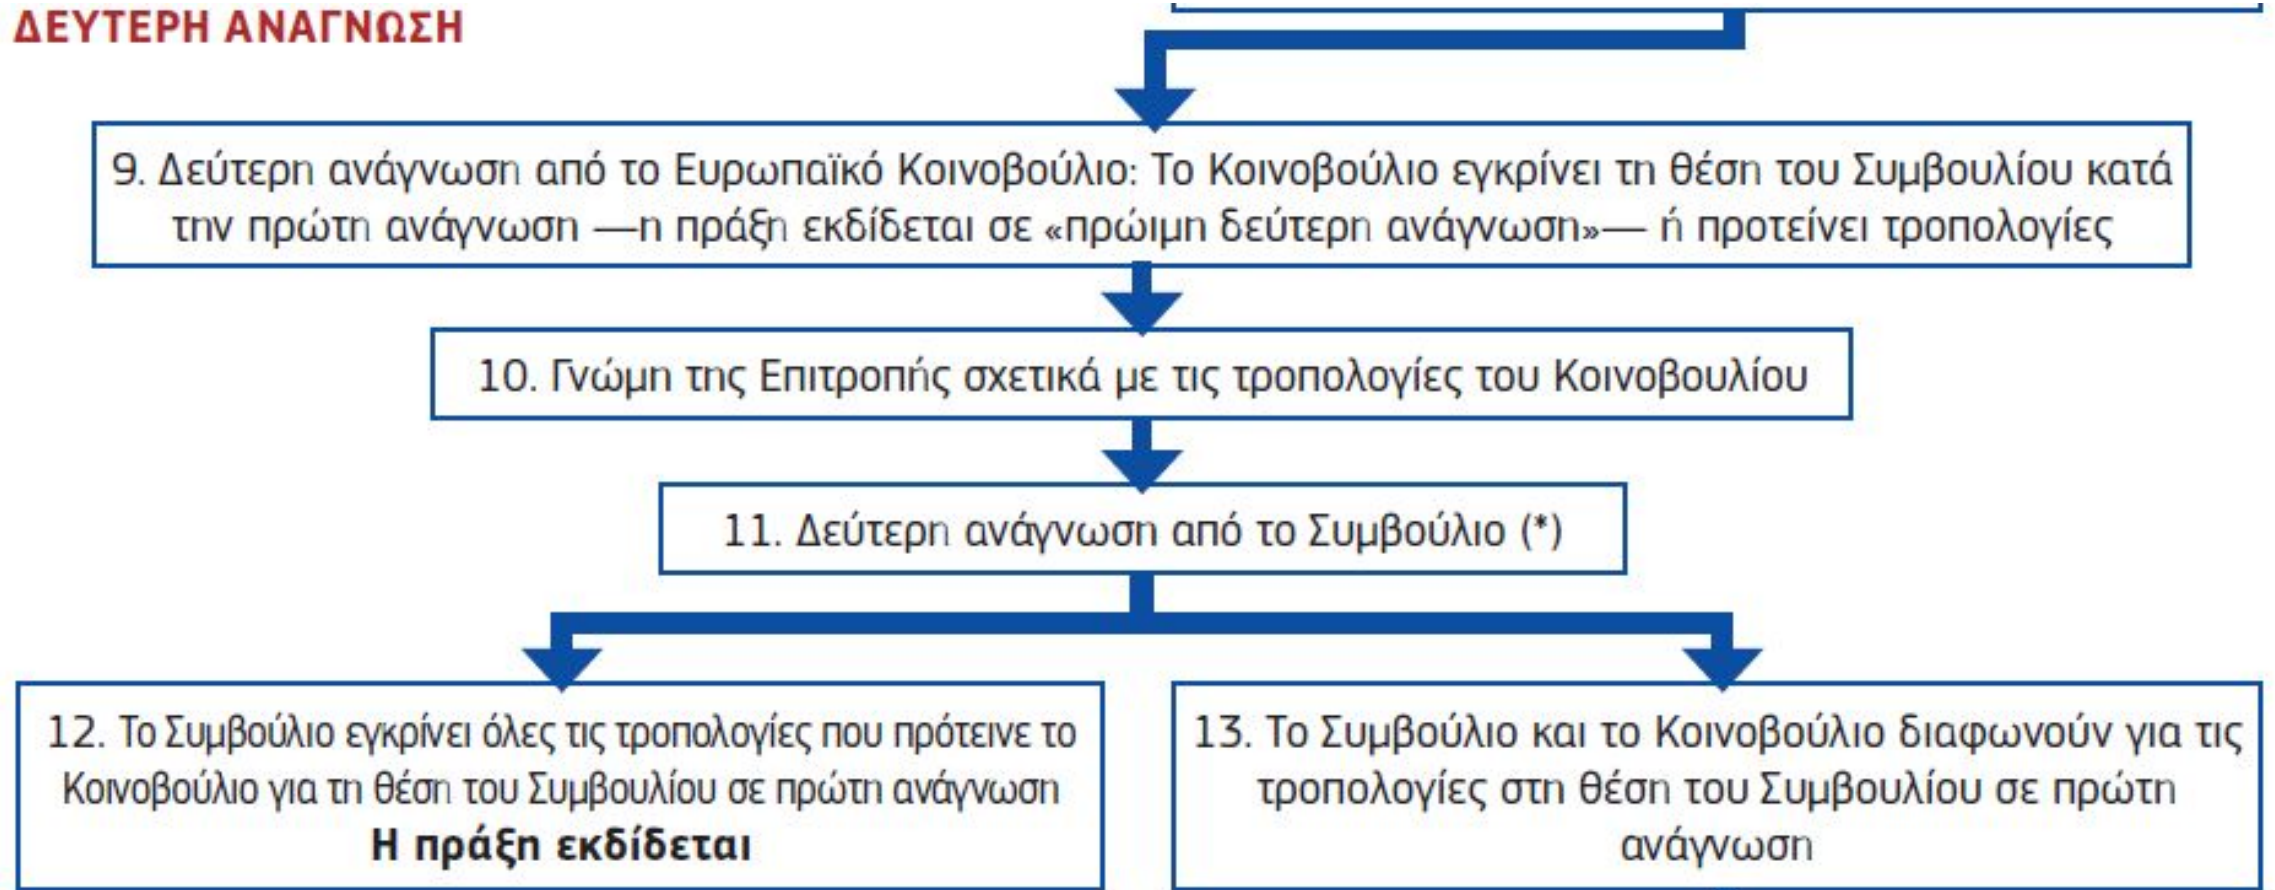 ΔΕΥΤΕΡΗ ΑΝΑΓΝΩΣΗ
9. Δεύτερη ανάγνωση από το Ευρωπαϊκό Κοινοβούλιο: Το Κοινοβούλιο εγκρίνει τη θέση του Συμβουλίου κατά
την πρώτη ανάγνωση —η πράξη εκδίδεται σε «πρώιμη δεύτερη ανάγνωση»— ή προτείνει τροπολογίες
10. Γνώμη της Επιτροπής σχετικά με τις τροπολογίες του Κοινοβουλίου
11. Δεύτερη ανάγνωση από το Συμβούλιο (*)
12. Το Συμβούλιο εγκρίνει όλες τις τροπολογίες που πρότεινε το
Κοινοβούλιο για τη θέση του Συμβουλίου σε πρώτη ανάγνωση
Η πράξη εκδίδεται
13. Το Συμβούλιο και το Κοινοβούλιο διαφωνούν για τις
τροπολογίες στη θέση του Συμβουλίου σε πρώτη
ανάγνωση